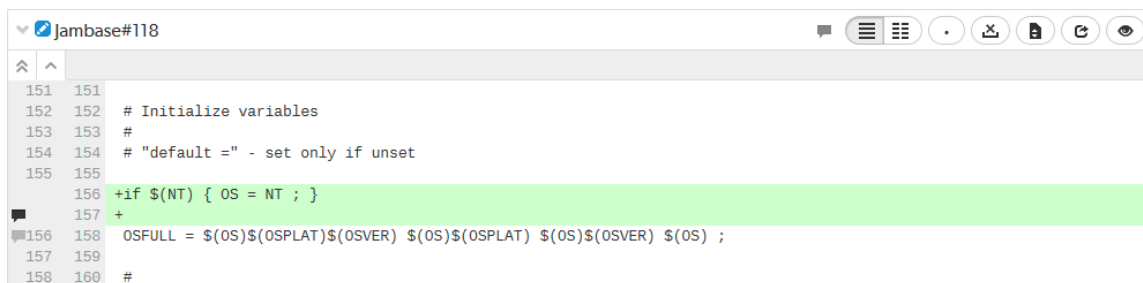 Jambase#118
151 151
152 152 # Initialize variables
153 153 #
154 154 # "default =" - set only if unset
155 155
156 +if $(NT) { OS = NT ; }
157 +
156 158 OSFULL = $(OS)$(OSPLAT)$(OSVER) $(OS)$(OSPLAT) $(OS)$(OSVER) $(OS) ;
157 159
158 160 #